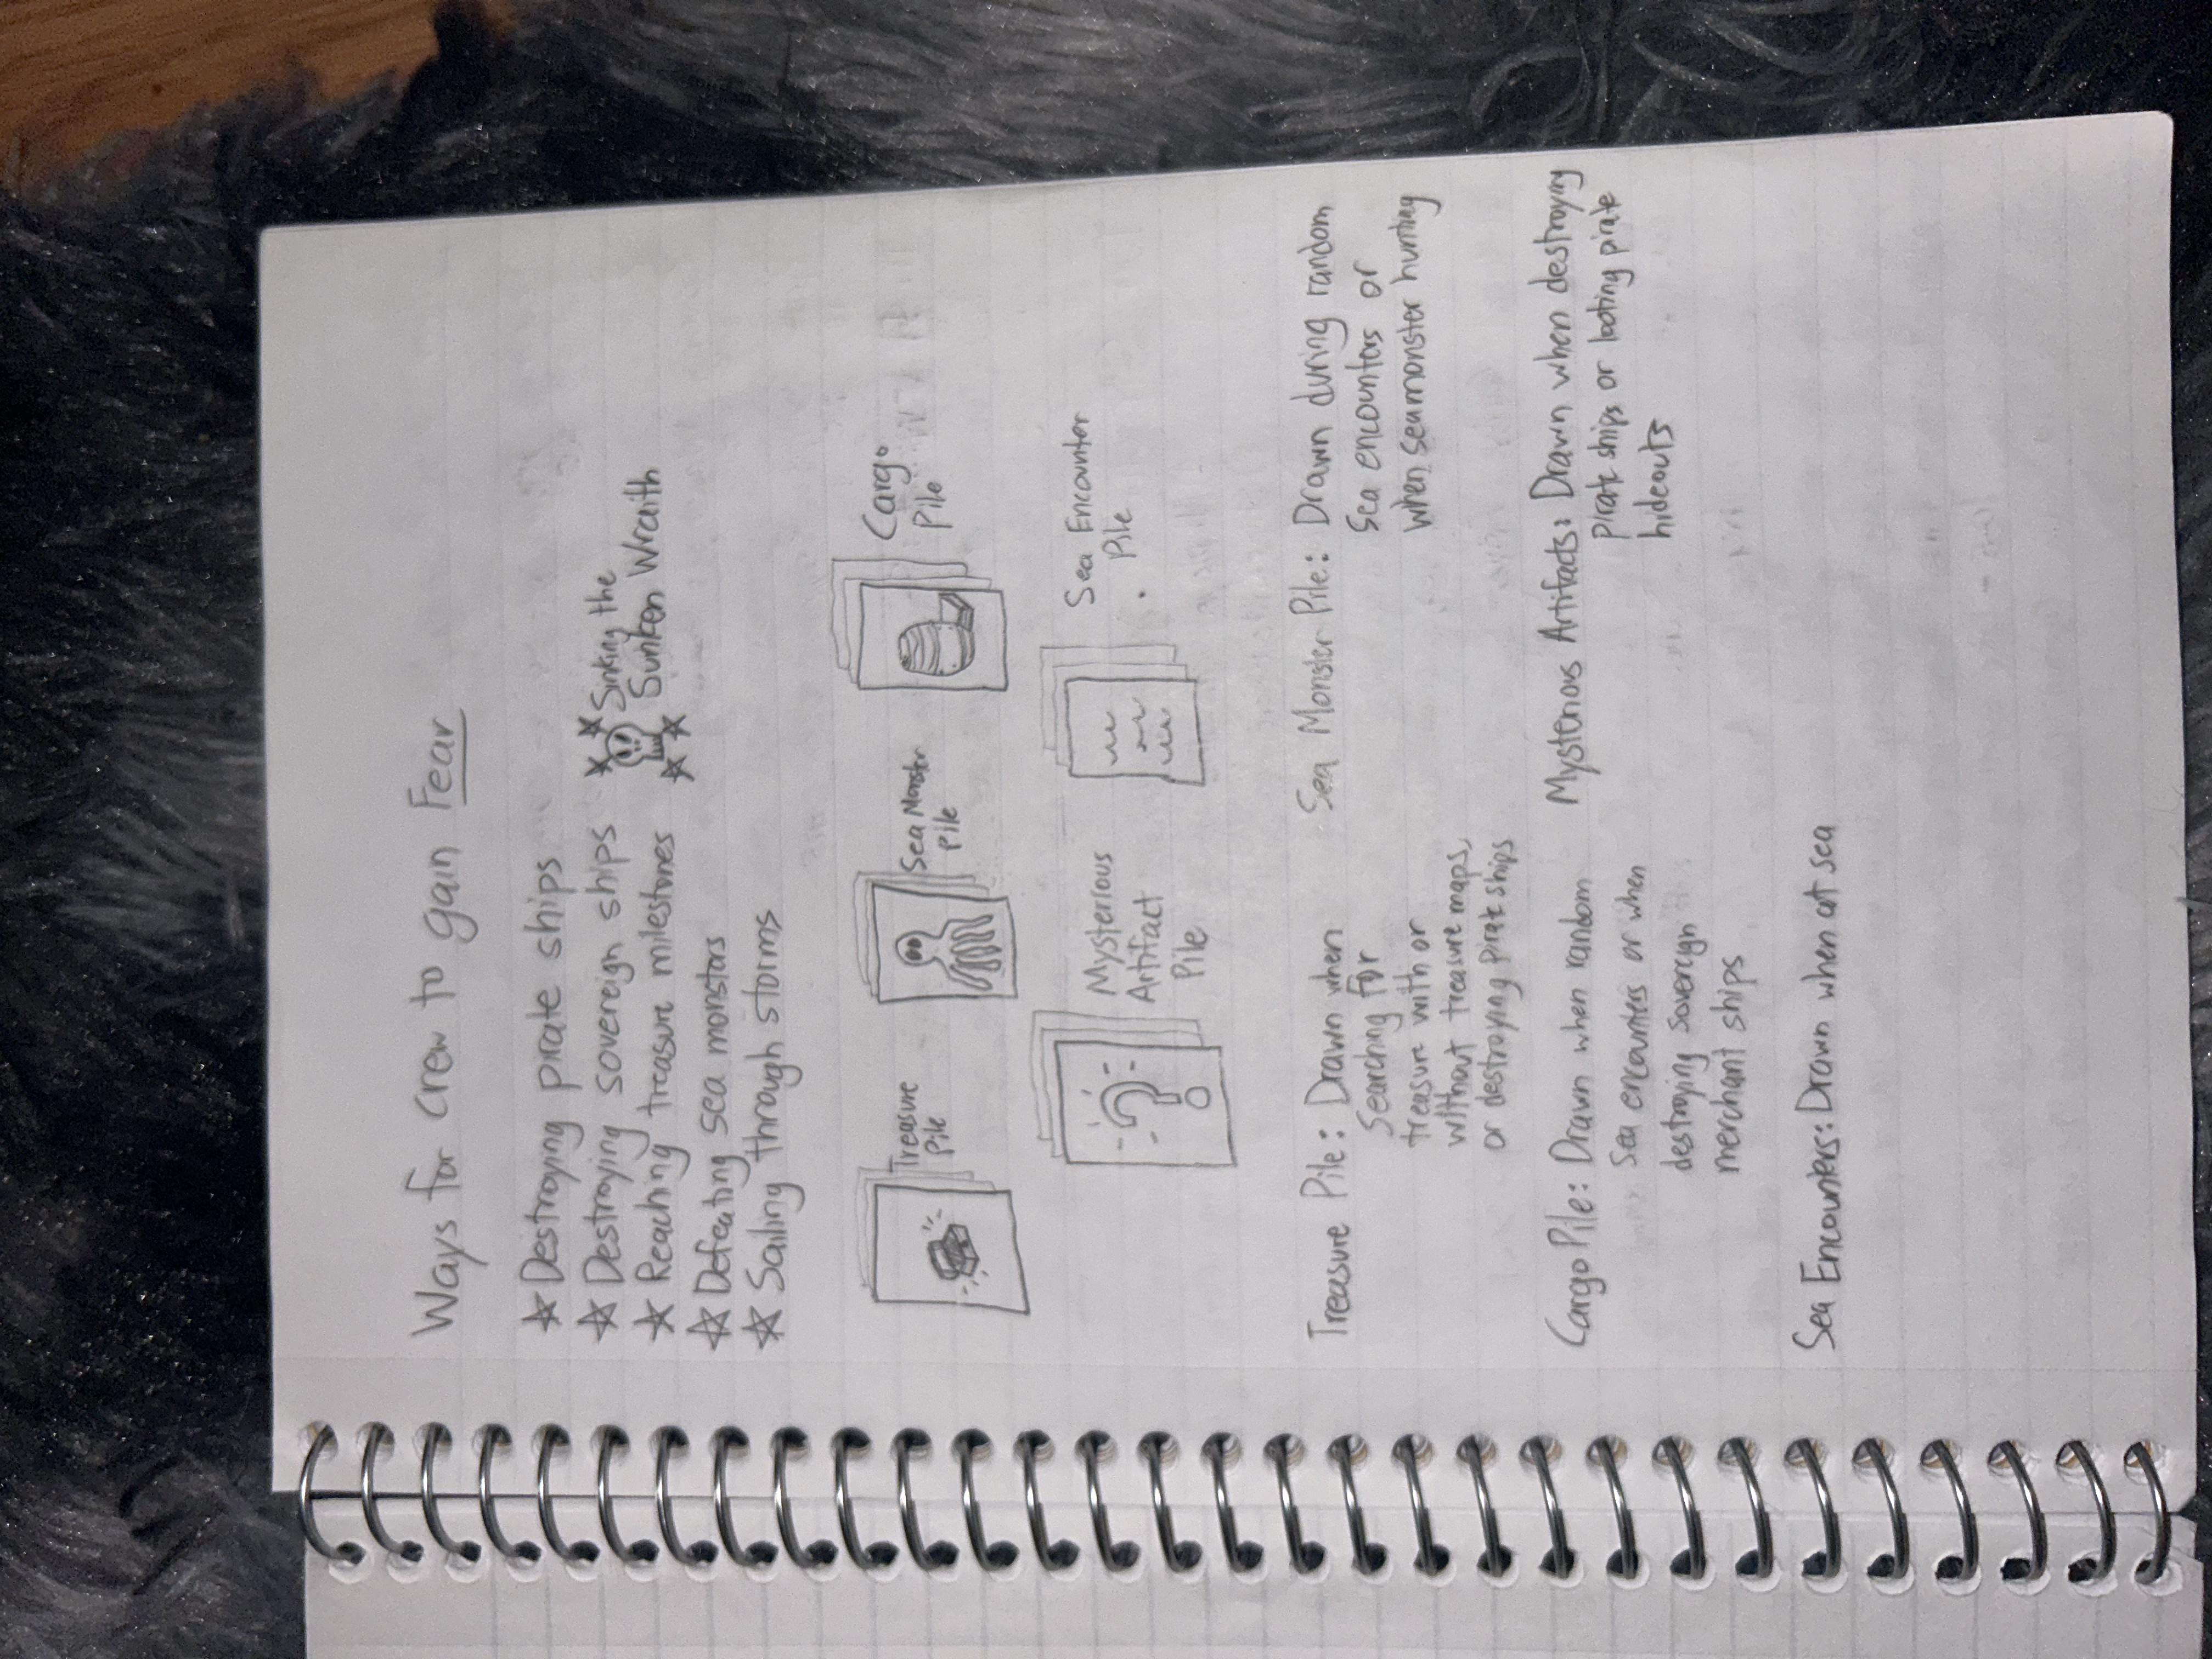 Ways for crew to gain Fear
☆ Destroying pirate ships
☆ Destroying sovereign ships
☆ Reaching treasure milestones
☆ Defeating sea monstors
☆ Sailing through storms
Sinking the
Sunken Wraith
Treasure
Pile
Sea Monster
Pile
Cargo
Pile
Mysterious
Artifact
Pile
Sea Encounter
Pile
Treasure Pile: Drawn when
Searching For
treasure with or
without treasure maps,
or destroying pirate ships
Sea Monster Pile: Drawn during random
Sea encounters or
when seamonster hunting
Cargo Pile: Drawn when random
Sea encounters or when
destroying sovereign
merchant ships
Mysterious Artifacts: Drawn when destroying
pirate ships or looting pirate
hideouts
Sea Encounters: Drawn when at sea